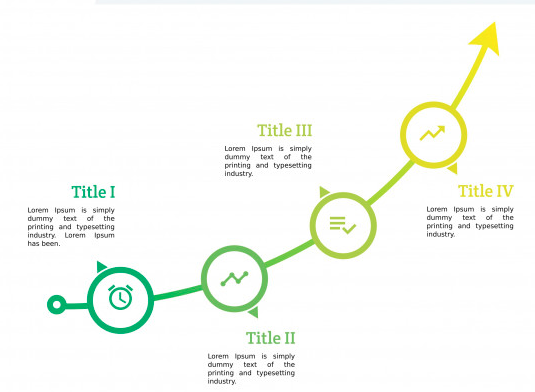 Title I
Lorem Ipsum is simply
dummy text of the
printing and typesetting
industry. Lorem Ipsum
has been.
Title II
Lorem Ipsum is simply
dummy text of the
printing and typesetting
industry.
Title III
Lorem Ipsum is simply
dummy text of the
printing and typesetting
industry.
Title IV
Lorem Ipsum is simply
dummy text of the
printing and typesetting
industry.